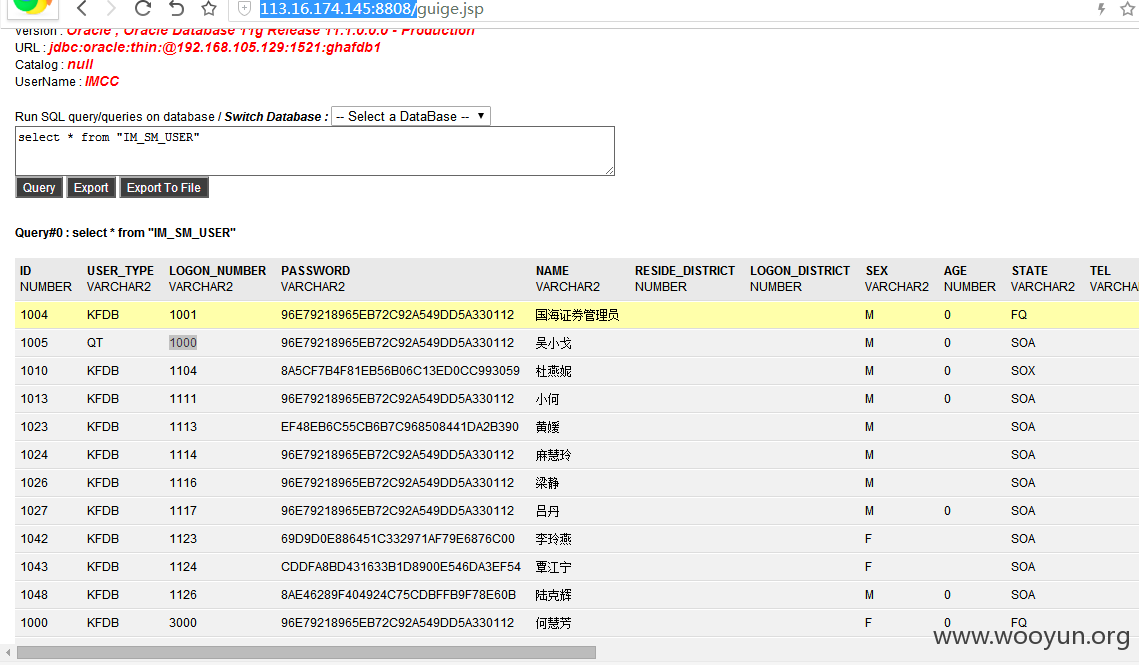 113.16.174.145:8808/guige.jsp
Version : Oracle , Oracle Database 11g Release 11.1.0.0.0 - Production
URL : jdbc:oracle:thin:@192.168.105.129:1521:ghafdb1
Catalog : null
UserName : IMCC
Run SQL query/queries on database / Switch Database : -- Select a DataBase --
select * from "IM_SM_USER"
Query Export Export To File
Query#0 : select * from "IM_SM_USER"
ID USER_TYPE LOGON_NUMBER PASSWORD NAME RESIDE_DISTRICT LOGON_DISTRICT SEX AGE STATE TEL
NUMBER VARCHAR2 VARCHAR2 VARCHAR2 VARCHAR2 NUMBER NUMBER VARCHAR2 NUMBER VARCHAR2 VARCHA
1004 KFDB 1001 96E79218965EB72C92A549DD5A330112 国海证券管理员 M 0 FQ
1005 QT 1000 96E79218965EB72C92A549DD5A330112 吴小戈 M 0 SOA
1010 KFDB 1104 8A5CF7B4F81EB56B06C13ED0CC993059 杜燕妮 M 0 SOX
1013 KFDB 1111 96E79218965EB72C92A549DD5A330112 小何 M 0 SOA
1023 KFDB 1113 EF48EB6C55CB6B7C968508441DA2B390 黄媛 M SOA
1024 KFDB 1114 96E79218965EB72C92A549DD5A330112 麻慧玲 M SOA
1026 KFDB 1116 96E79218965EB72C92A549DD5A330112 梁静 M SOA
1027 KFDB 1117 96E79218965EB72C92A549DD5A330112 吕丹 M 0 SOA
1042 KFDB 1123 69D9D0E886451C332971AF79E6876C00 李玲燕 F SOA
1043 KFDB 1124 CDDFA8BD431633B1D8900E546DA3EF54 覃江宁 F SOA
1048 KFDB 1126 8AE46289F404924C75CDBFFB9F78E60B 陆克辉 M 0 SOA
1000 KFDB 3000 96E79218965EB72C92A549DD5A330112 何慧芳 F 0 FQ
www.wooyun.org